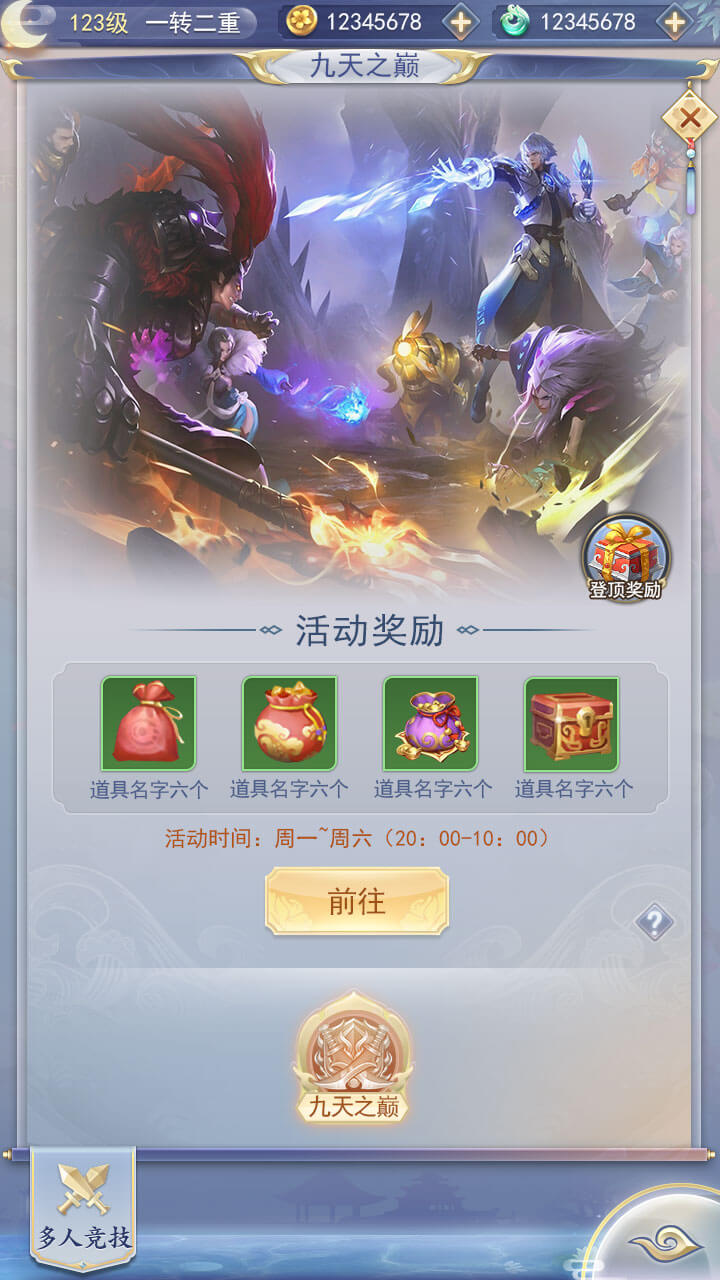 123级 一转二重
12345678
12345678
九天之巅
登顶奖励
活动奖励
道具名字六个 道具名字六个 道具名字六个 道具名字六个
活动时间：周一~周六（20：00-10：00）
前往
?
九天之巅
多人竞技